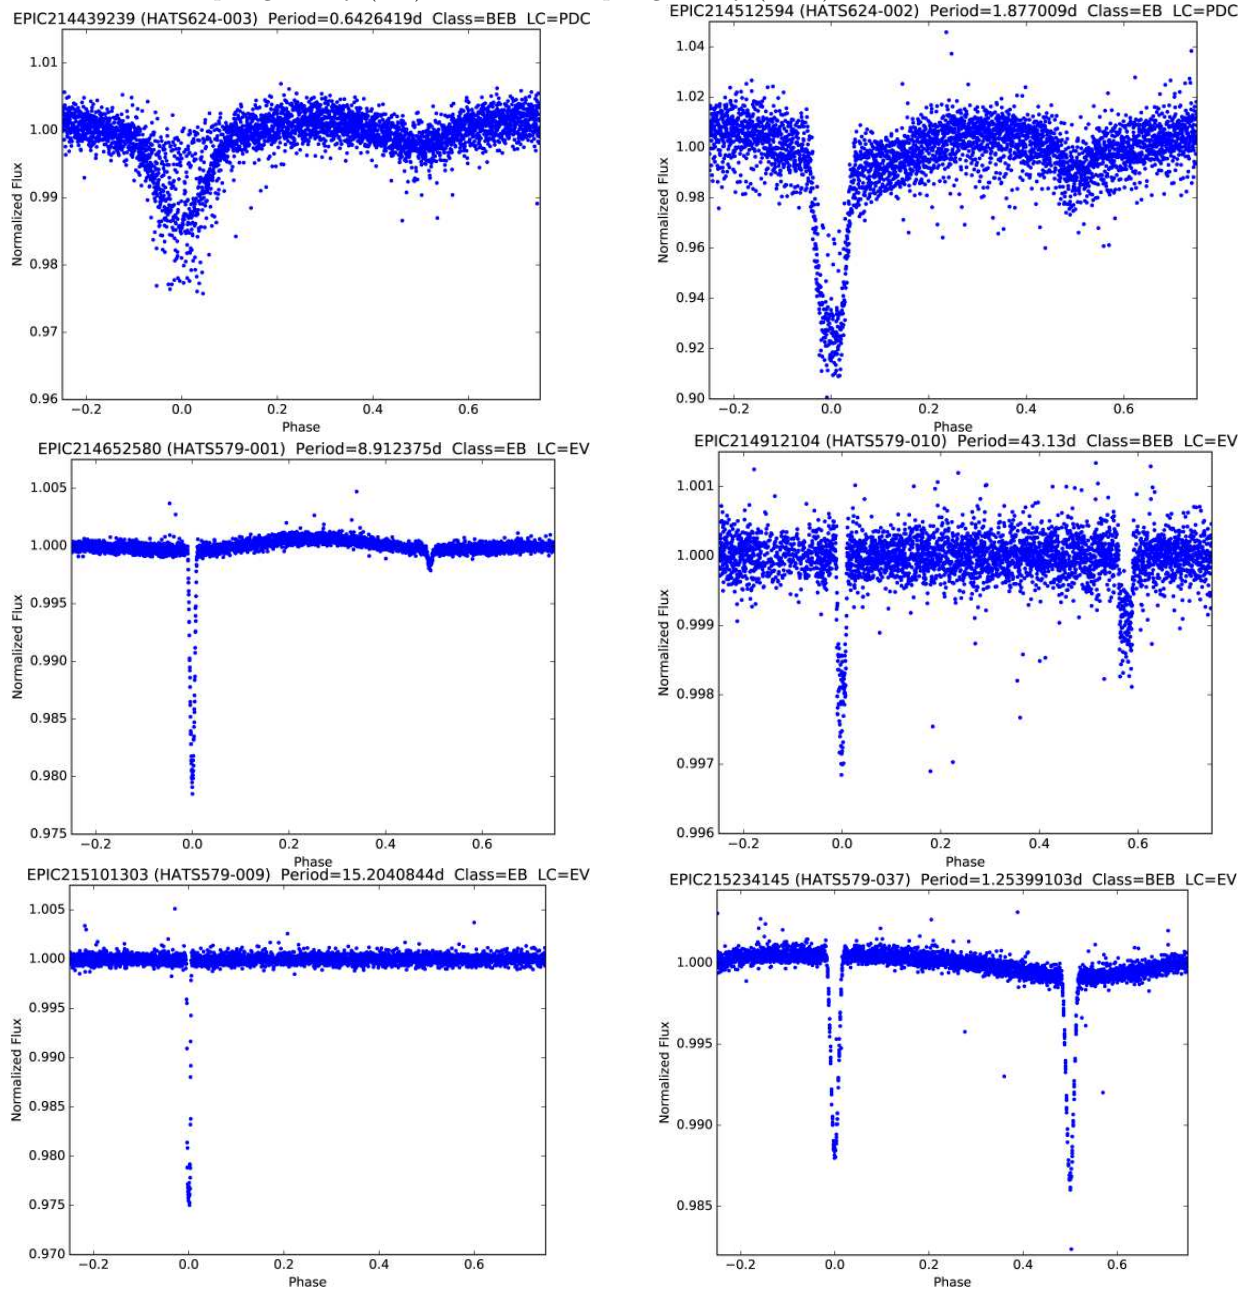 EPIC214439239 (HATS624-003) Period=0.6426419d Class=BEB LC=PDC
1.01
1.00
0.99
0.98
0.97
0.96
Normalized Flux
−0.2 0.0 0.2 0.4 0.6
Phase
EPIC214512594 (HATS624-002) Period=1.877009d Class=EB LC=PDC
1.04
1.02
1.00
0.98
0.96
0.94
0.92
0.90
Normalized Flux
−0.2 0.0 0.2 0.4 0.6
Phase
EPIC214652580 (HATS579-001) Period=8.912375d Class=EB LC=EV
1.005
1.000
0.995
0.990
0.985
0.980
0.975
Normalized Flux
−0.2 0.0 0.2 0.4 0.6
Phase
EPIC214912104 (HATS579-010) Period=43.13d Class=BEB LC=EV
1.001
1.000
0.999
0.998
0.997
0.996
Normalized Flux
−0.2 0.0 0.2 0.4 0.6
Phase
EPIC215101303 (HATS579-009) Period=15.2040844d Class=EB LC=EV
1.005
1.000
0.995
0.990
0.985
0.980
0.975
0.970
Normalized Flux
−0.2 0.0 0.2 0.4 0.6
Phase
EPIC215234145 (HATS579-037) Period=1.25399103d Class=BEB LC=EV
1.000
0.995
0.990
0.985
Normalized Flux
−0.2 0.0 0.2 0.4 0.6
Phase